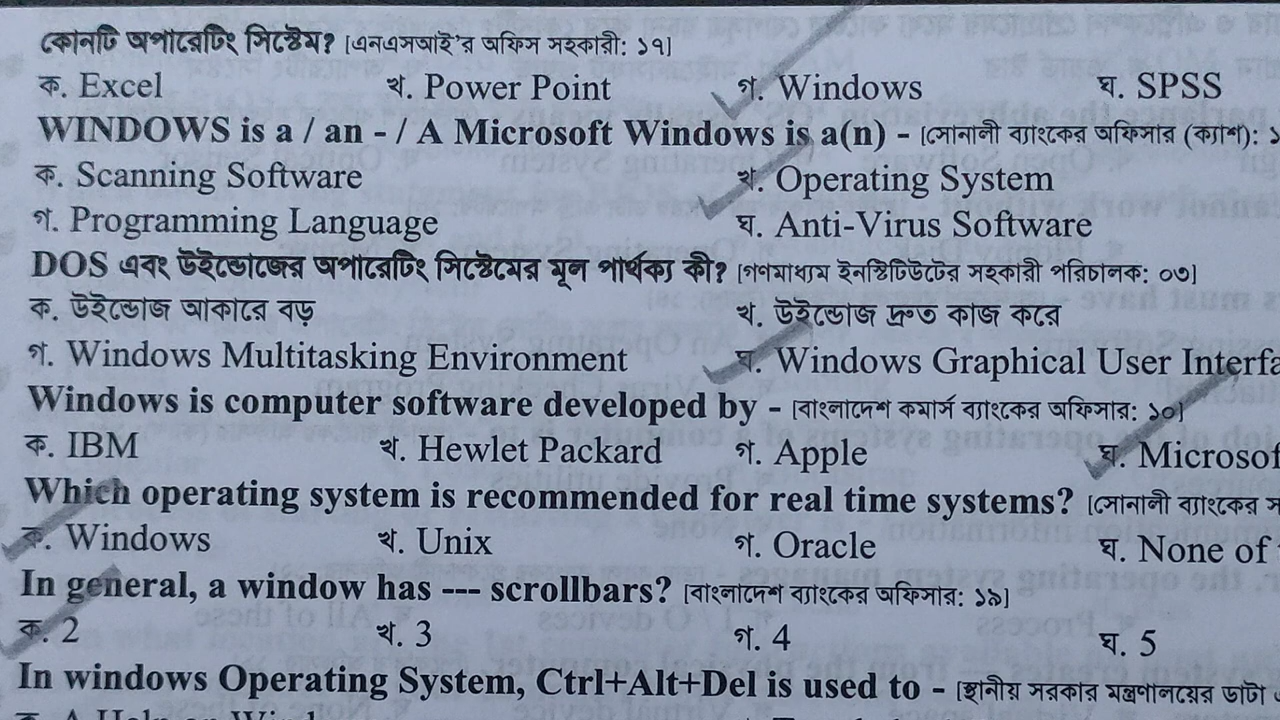 কোনটি অপারেটিং সিস্টেম? [এনএসআই'র অফিস সহকারী: ১৭]
ক. Excel খ. Power Point গ. Windows ঘ. SPSS
WINDOWS is a / an - / A Microsoft Windows is a(n) - [সোনালী ব্যাংকের অফিসার (ক্যাশ):
ক. Scanning Software খ. Operating System
গ. Programming Language ঘ. Anti-Virus Software
DOS এবং উইন্ডোজের অপারেটিং সিস্টেমের মূল পার্থক্য কী? [গণমাধ্যম ইনস্টিটিউটের সহকারী পরিচালক: ০৩]
ক. উইন্ডোজ আকারে বড় খ. উইন্ডোজ দ্রুত কাজ করে
গ. Windows Multitasking Environment ঘ. Windows Graphical User Interfa
Windows is computer software developed by - [বাংলাদেশ কমার্স ব্যাংকের অফিসার: ১০]
ক. IBM খ. Hewlet Packard গ. Apple ঘ. Microsof
Which operating system is recommended for real time systems? [সোনালী ব্যাংকের
ক. Windows খ. Unix গ. Oracle ঘ. None of
In general, a window has --- scrollbars? [বাংলাদেশ ব্যাংকের অফিসার: ১৯]
ক. 2 খ. 3 গ. 4 ঘ. 5
In windows Operating System, Ctrl+Alt+Del is used to - [স্থানীয় সরকার মন্ত্রণালয়ের ডাটা